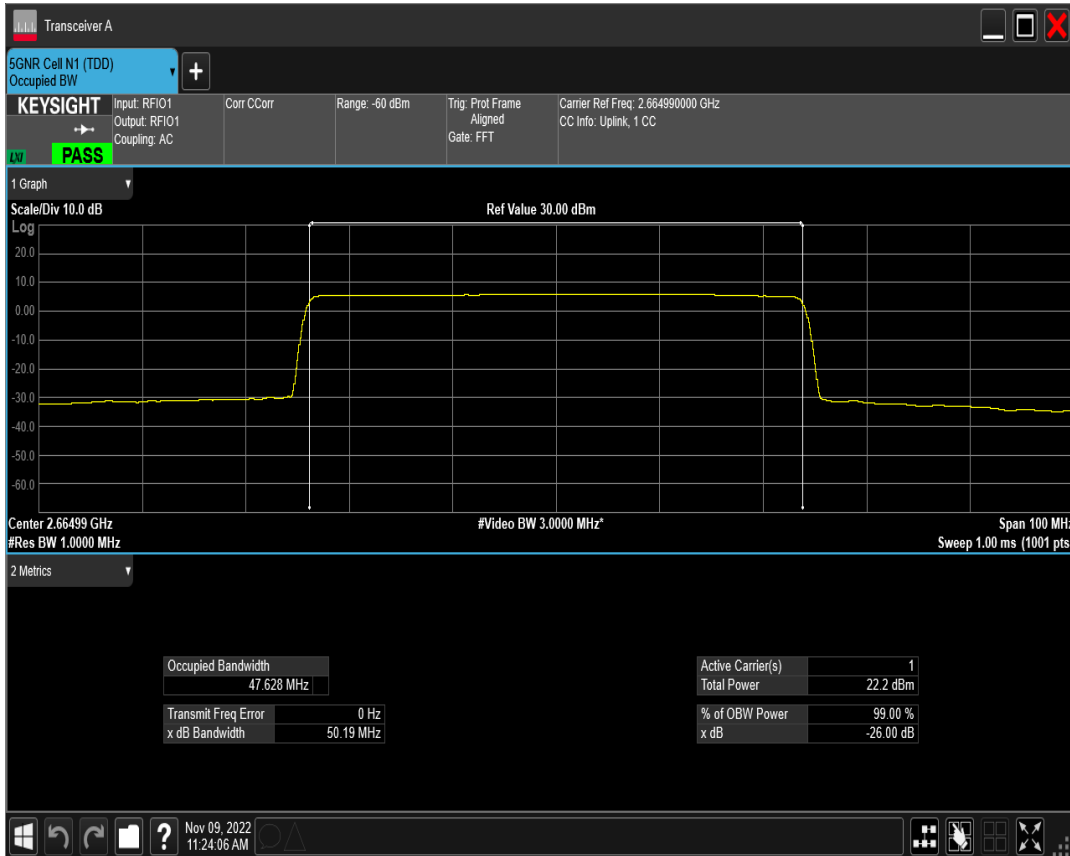 Transceiver A
5GNR Cell N1 (TDD)
Occupied BW
+
KEYSIGHT
Input: RFIO1
Output: RFIO1
Coupling: AC
LXI
PASS
Corr CCorr
Range: -60 dBm
Trig: Prot Frame
Aligned
Gate: FFT
Carrier Ref Freq: 2.664990000 GHz
CC Info: Uplink, 1 CC
1 Graph
Scale/Div 10.0 dB
Ref Value 30.00 dBm
Log
20.0
10.0
0.00
-10.0
-20.0
-30.0
-40.0
-50.0
-60.0
Center 2.66499 GHz
#Video BW 3.0000 MHz*
Span 100 MHz
#Res BW 1.0000 MHz
Sweep 1.00 ms (1001 pts
2 Metrics
Occupied Bandwidth
47.628 MHz
Transmit Freq Error 0 Hz
x dB Bandwidth 50.19 MHz
Active Carrier(s) 1
Total Power 22.2 dBm
% of OBW Power 99.00 %
x dB -26.00 dB
?
Nov 09, 2022
11:24:06 AM